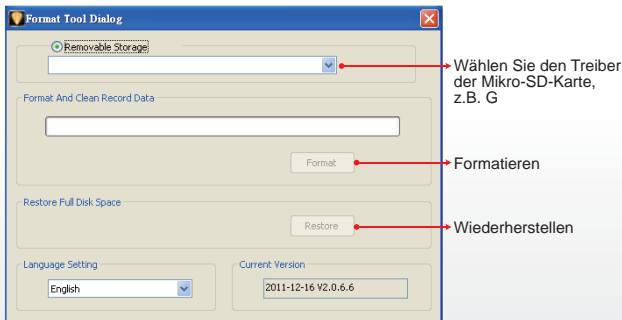 Format Tool Dialog
Removable Storage
Wählen Sie den Treiber
der Mikro-SD-Karte,
z.B. G
Format And Clean Record Data
Format
Formatieren
Restore Full Disk Space
Restore
Wiederherstellen
Language Setting
Current Version
English
2011-12-16 V2.0.6.6